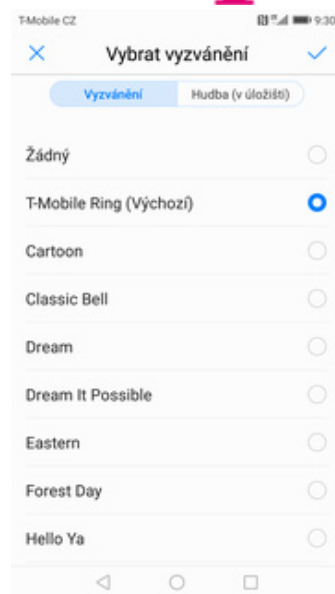 T-Mobile CZ 9:30
Vybrat vyzvánění
Vyzvánění Hudba (v úložišti)
Žádný
T-Mobile Ring (Výchozí)
Cartoon
Classic Bell
Dream
Dream It Possible
Eastern
Forest Day
Hello Ya